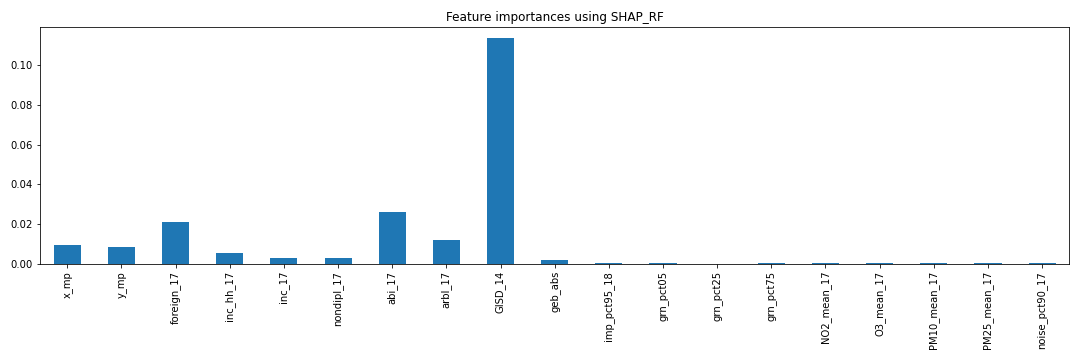 Feature importances using SHAP_RF
0.10
0.08
0.06
0.04
0.02
0.00
x_mp
y_mp
foreign_17
inc_hh_17
inc_17
nondipl_17
abi_17
arbl_17
GISD_14
geb_abs
imp_pct95_18
grn_pct05
grn_pct25
grn_pct75
NO2_mean_17
O3_mean_17
PM10_mean_17
PM25_mean_17
noise_pct90_17